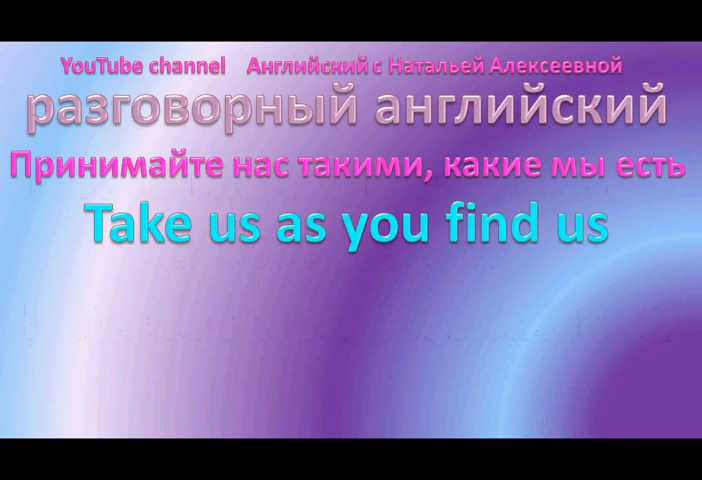 YouTube channel Английский с Натальей Алексеевной
разговорный английский
Принимайте нас такими, какие мы есть
Take us as you find us